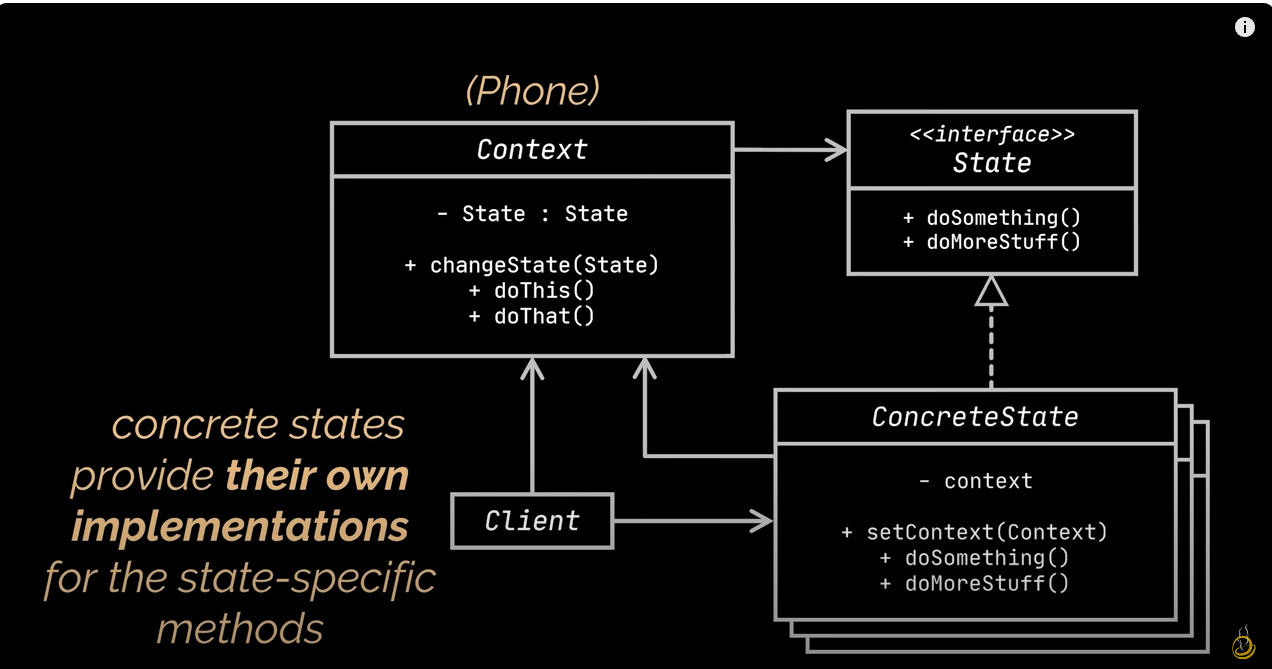 (Phone)
Context
- State : State
+ changeState(State)
+ doThis()
+ doThat()
<<interface>>
State
+ doSomething()
+ doMoreStuff()
concrete states
provide their own
implementations
for the state-specific
methods
Client
ConcreteState
- context
+ setContext(Context)
+ doSomething()
+ doMoreStuff()